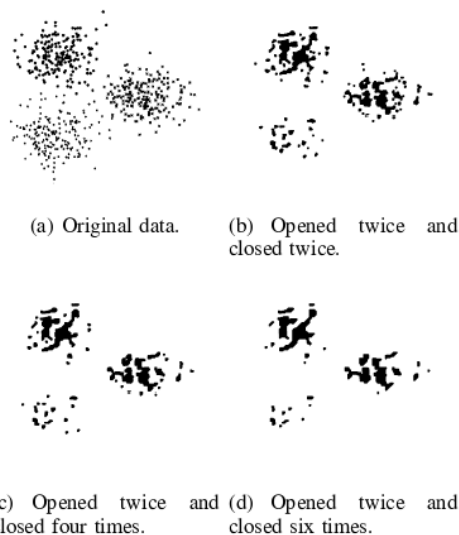 (a) Original data.
(b) Opened twice and
closed twice.
c) Opened twice and
losed four times.
(d) Opened twice and
closed six times.